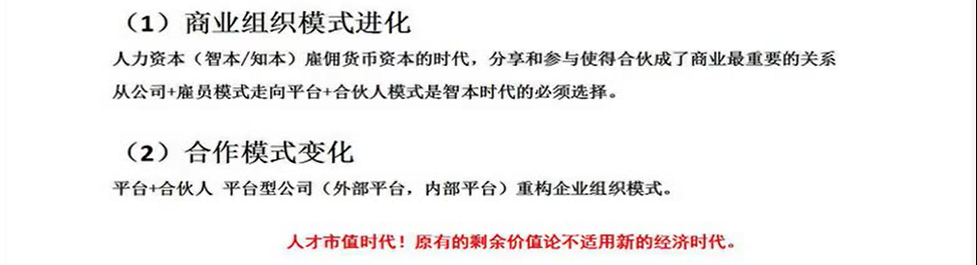 （1）商业组织模式进化
人力资本（智本/知本）雇佣货币资本的时代，分享和参与使得合伙成了商业最重要的关系
从公司+雇员模式走向平台+合伙人模式是智本时代的必须选择。
（2）合作模式变化
平台+合伙人 平台型公司（外部平台，内部平台）重构企业组织模式。
人才市值时代！原有的剩余价值论不适用新的经济时代。